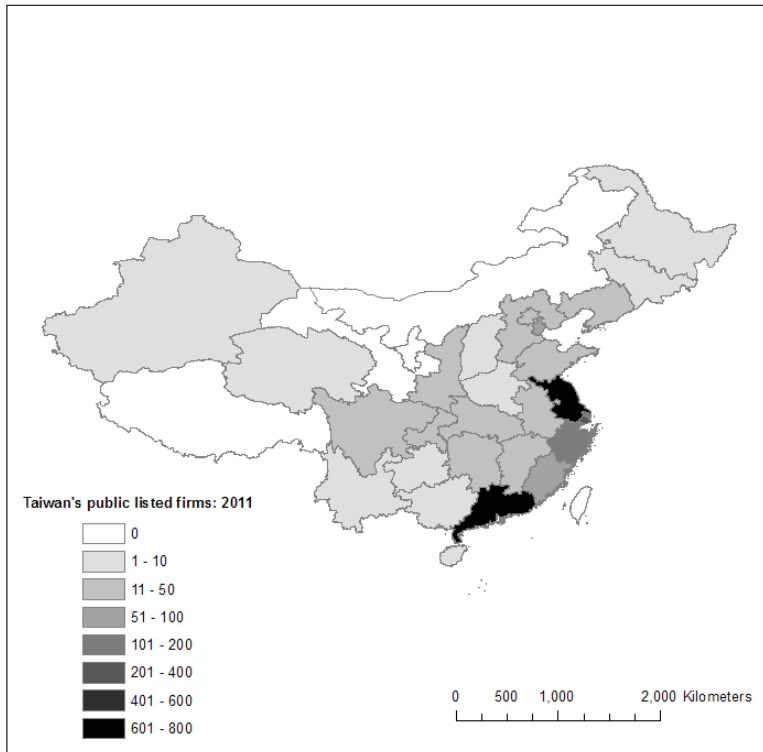 Taiwan's public listed firms: 2011
0
1 - 10
11 - 50
51 - 100
101 - 200
201 - 400
401 - 600
601 - 800
0 500 1,000 2,000 Kilometers